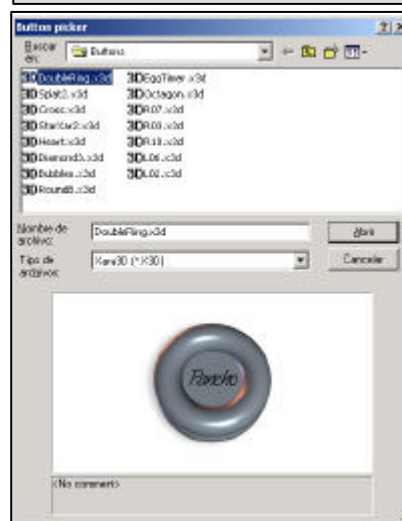 Button picker
Buscar en: Buttons
DoubleRing.x3d
Splat2.x3d
Cross.x3d
StarVar2.x3d
Heart.x3d
Diamond3.x3d
Bubbles.x3d
Round8.x3d
EggTimer.x3d
Octagon.x3d
R07.x3d
R09.x3d
R10.x3d
L06.x3d
L02.x3d
Nombre de archivo: DoubleRing.x3d
Abrir
Tipo de archivos: Xara3D (*.X3D)
Cancelar
Pancho
<No comment>